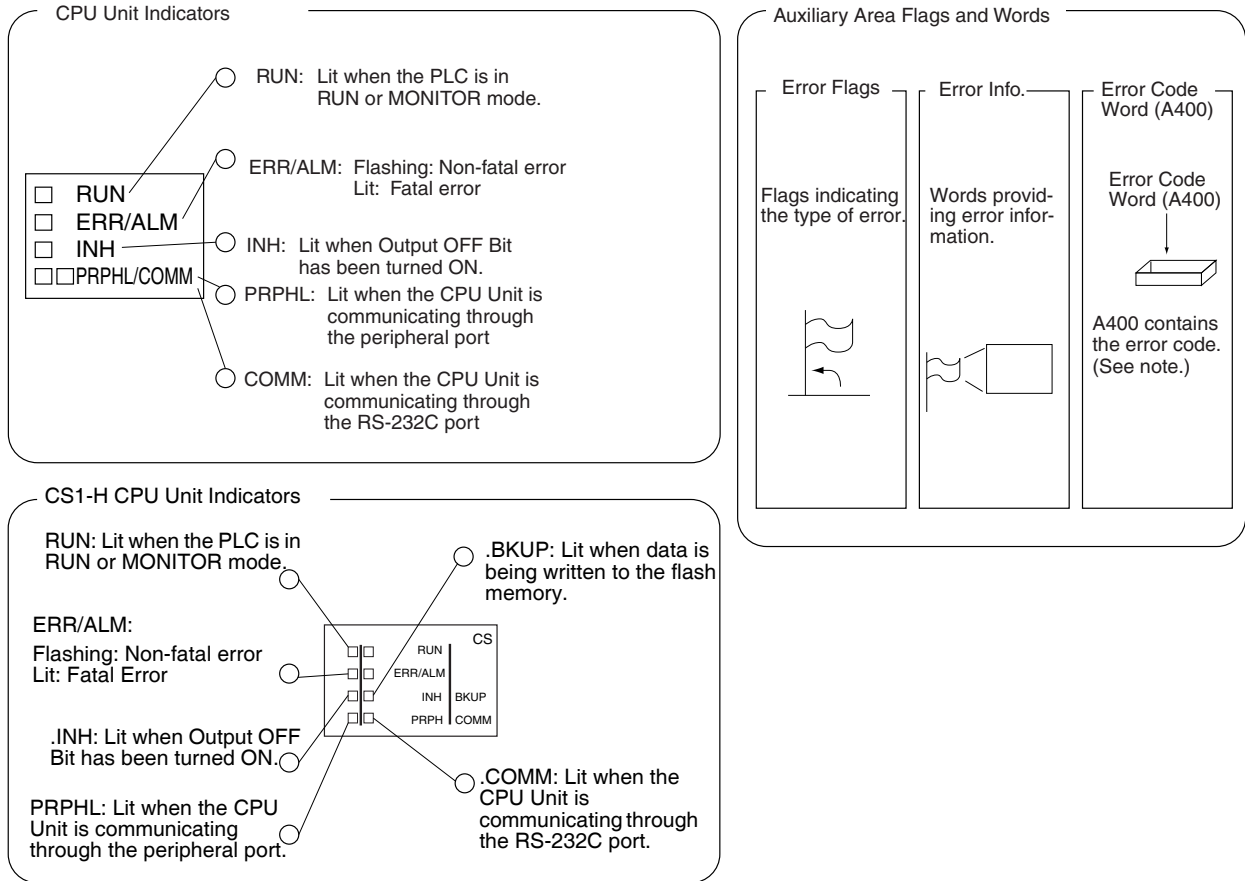 CPU Unit Indicators
RUN: Lit when the PLC is in
RUN or MONITOR mode.
ERR/ALM: Flashing: Non-fatal error
Lit: Fatal error
RUN
ERR/ALM
INH
PRPHL/COMM
INH: Lit when Output OFF Bit
has been turned ON.
PRPHL: Lit when the CPU Unit is
communicating through
the peripheral port
COMM: Lit when the CPU Unit is
communicating through
the RS-232C port
Auxiliary Area Flags and Words
Error Flags
Flags indicating
the type of error.
Error Info.
Words provid-
ing error infor-
mation.
Error Code
Word (A400)
Error Code
Word (A400)
A400 contains
the error code.
(See note.)
CS1-H CPU Unit Indicators
RUN: Lit when the PLC is in
RUN or MONITOR mode.
ERR/ALM:
Flashing: Non-fatal error
Lit: Fatal Error
.INH: Lit when Output OFF
Bit has been turned ON.
PRPHL: Lit when the CPU
Unit is communicating
through the peripheral port.
CS
RUN
ERR/ALM
INH BKUP
PRPH COMM
.BKUP: Lit when data is
being written to the flash
memory.
.COMM: Lit when the
CPU Unit is
communicating through
the RS-232C port.